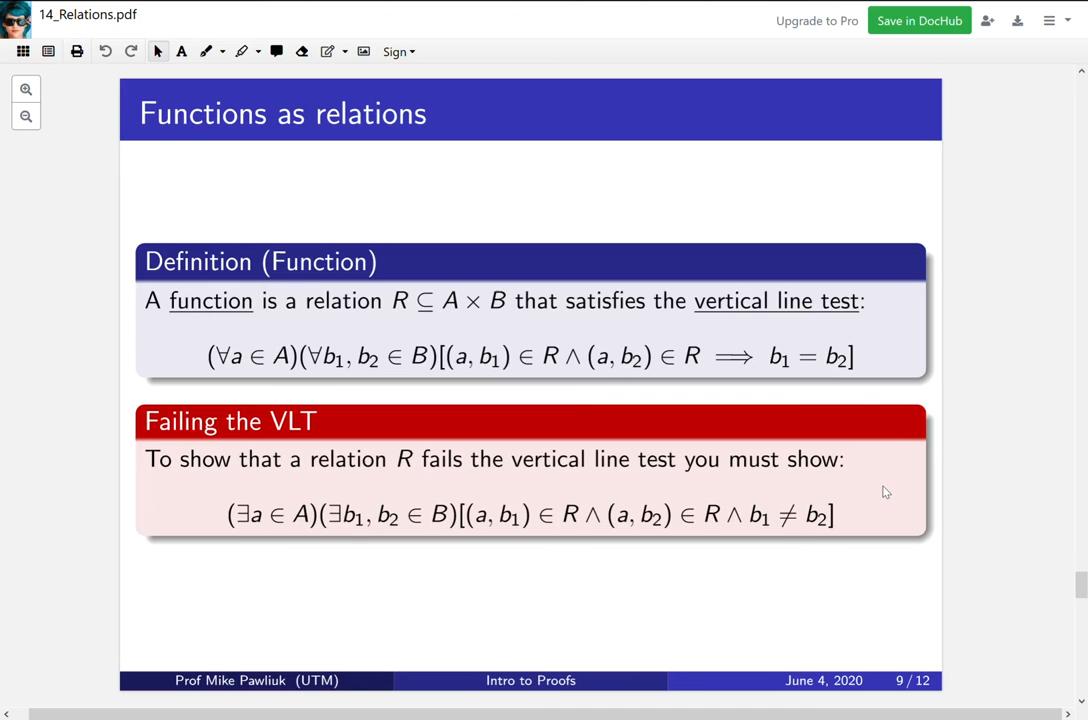 14_Relations.pdf
Upgrade to Pro
Save in DocHub
A
Sign
Functions as relations
Definition (Function)
A function is a relation R ⊆ A × B that satisfies the vertical line test:
(∀a ∈ A)(∀b₁, b₂ ∈ B)[(a, b₁) ∈ R ∧ (a, b₂) ∈ R ⟹ b₁ = b₂]
Failing the VLT
To show that a relation R fails the vertical line test you must show:
(∃a ∈ A)(∃b₁, b₂ ∈ B)[(a, b₁) ∈ R ∧ (a, b₂) ∈ R ∧ b₁ ≠ b₂]
Prof Mike Pawliuk (UTM) Intro to Proofs June 4, 2020 9 / 12